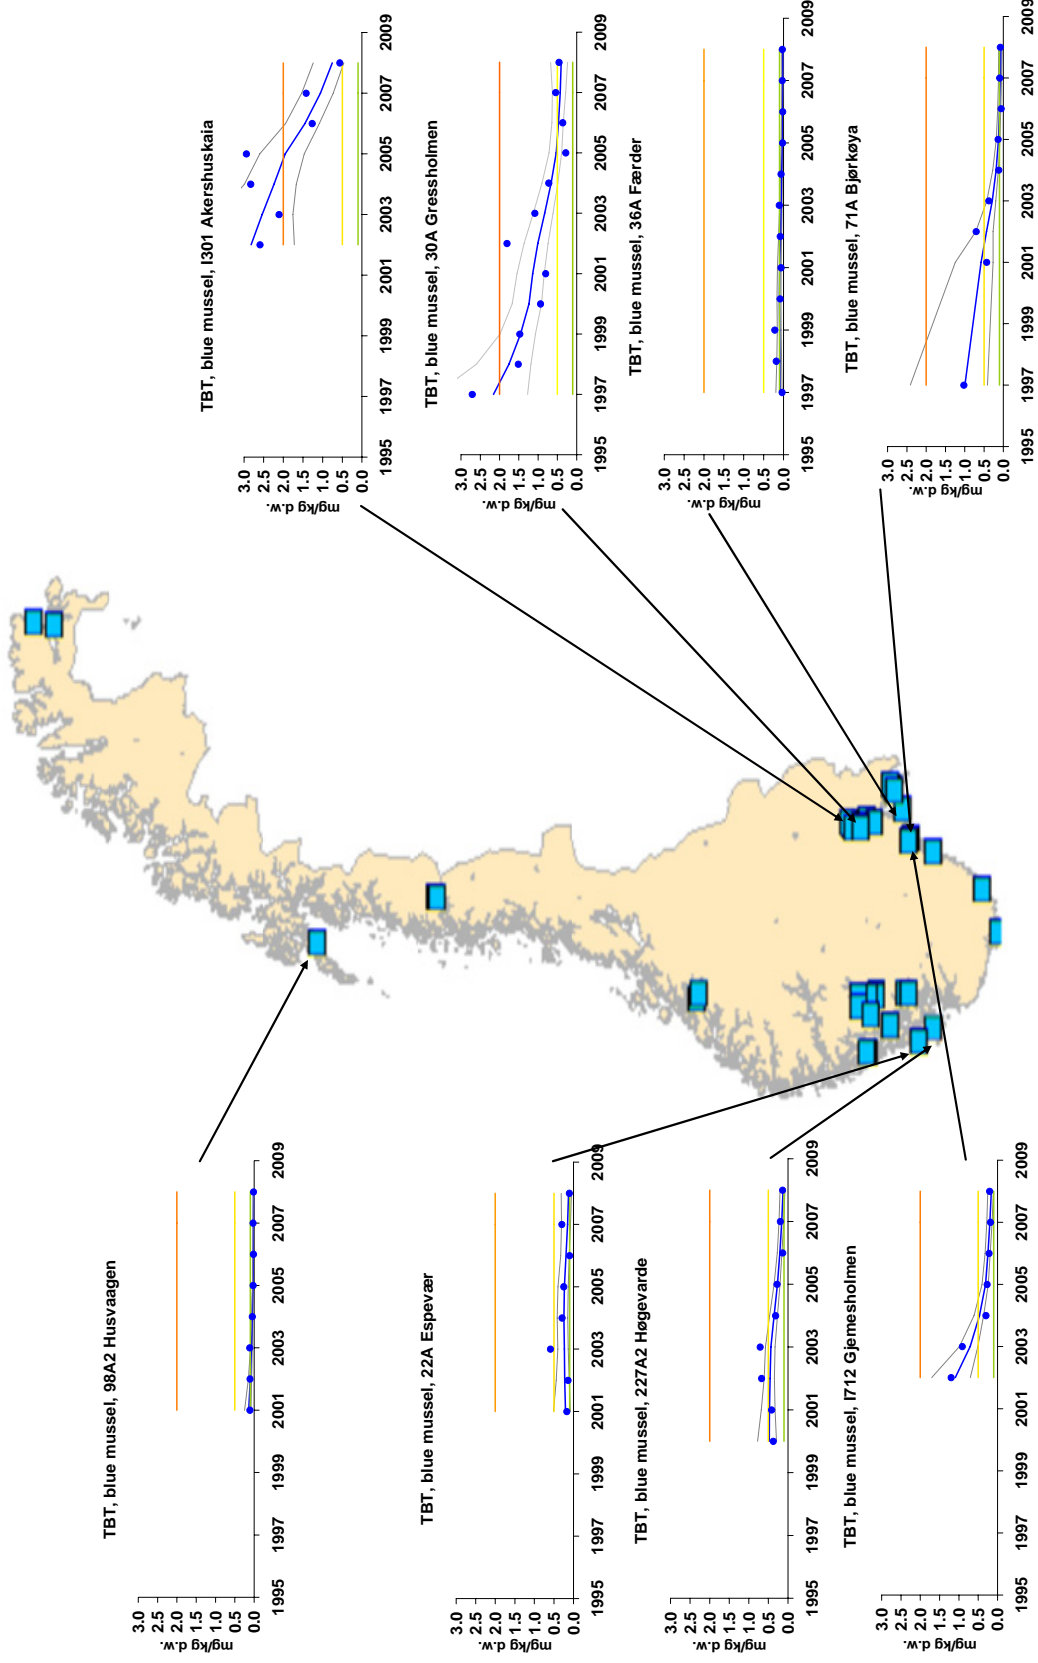 TBT, blue mussel, 98A2 Husvaagen
mg/kg d.w.
3.0
2.5
2.0
1.5
1.0
0.5
0.0
1995 1997 1999 2001 2003 2005 2007 2009
TBT, blue mussel, 22A Espevær
mg/kg d.w.
3.0
2.5
2.0
1.5
1.0
0.5
0.0
1995 1997 1999 2001 2003 2005 2007 2009
TBT, blue mussel, 227A2 Høgevarde
mg/kg d.w.
3.0
2.5
2.0
1.5
1.0
0.5
0.0
1995 1997 1999 2001 2003 2005 2007 2009
TBT, blue mussel, I712 Gjemesholmen
mg/kg d.w.
3.0
2.5
2.0
1.5
1.0
0.5
0.0
1995 1997 1999 2001 2003 2005 2007 2009
TBT, blue mussel, I301 Akershuskaia
mg/kg d.w.
3.0
2.5
2.0
1.5
1.0
0.5
0.0
1995 1997 1999 2001 2003 2005 2007 2009
TBT, blue mussel, 30A Gressholmen
mg/kg d.w.
3.0
2.5
2.0
1.5
1.0
0.5
0.0
1995 1997 1999 2001 2003 2005 2007 2009
TBT, blue mussel, 36A Færder
mg/kg d.w.
3.0
2.5
2.0
1.5
1.0
0.5
0.0
1995 1997 1999 2001 2003 2005 2007 2009
TBT, blue mussel, 71A Bjørkøya
mg/kg d.w.
3.0
2.5
2.0
1.5
1.0
0.5
0.0
1995 1997 1999 2001 2003 2005 2007 2009